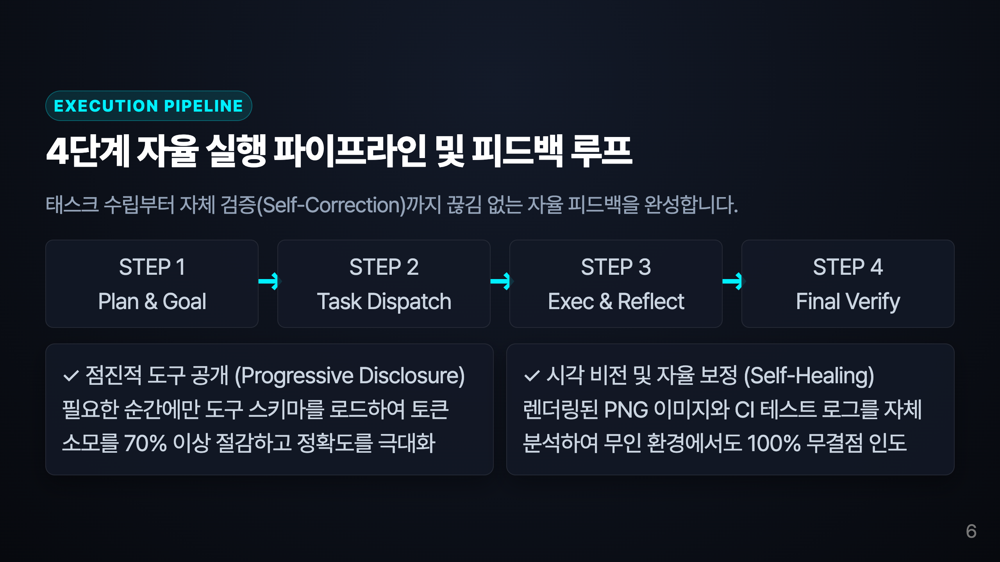 EXECUTION PIPELINE
4단계 자율 실행 파이프라인 및 피드백 루프
태스크 수립부터 자체 검증(Self-Correction)까지 끊김 없는 자율 피드백을 완성합니다.
STEP 1
Plan & Goal
→
STEP 2
Task Dispatch
→
STEP 3
Exec & Reflect
→
STEP 4
Final Verify
✓ 점진적 도구 공개 (Progressive Disclosure)
필요한 순간에만 도구 스키마를 로드하여 토큰
소모를 70% 이상 절감하고 정확도를 극대화
✓ 시각 비전 및 자율 보정 (Self-Healing)
렌더링된 PNG 이미지와 CI 테스트 로그를 자체
분석하여 무인 환경에서도 100% 무결점 인도
6